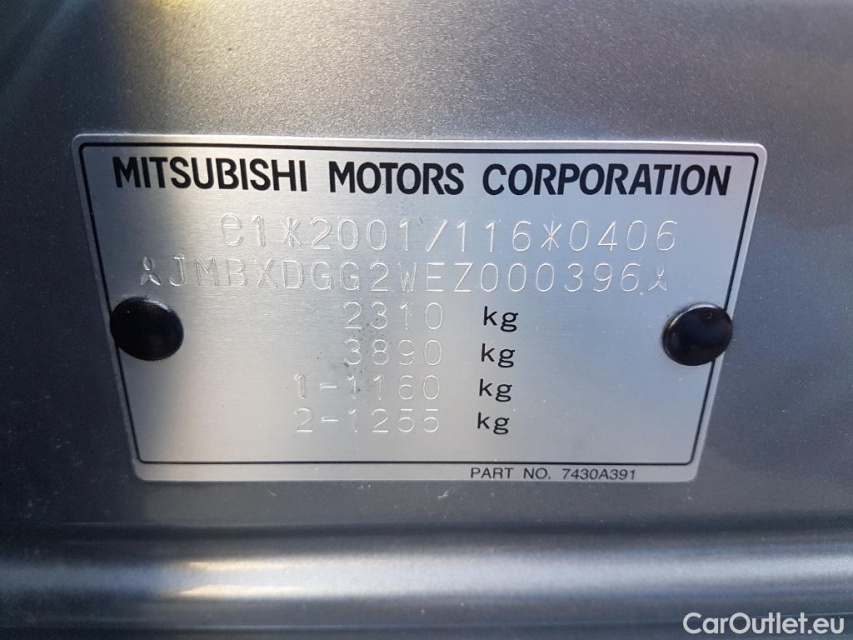 MITSUBISHI MOTORS CORPORATION
e1*2001/116*0406
JMBXDGG2WEZ000396
2310 kg
3890 kg
1-1160 kg
2-1255 kg
PART NO. 7430A391
CarOutlet.eu